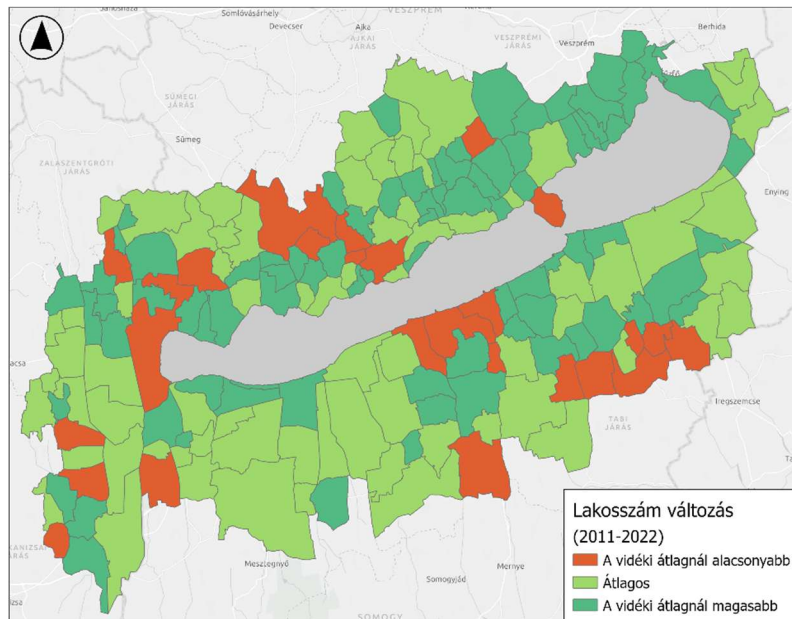 VESZPRÉM
Somlóvásárhely
Devecser
Ajka
AJKAI
JÁRÁS
VESZPRÉMI
JÁRÁS
Veszprém
Berhida
SÜMEGI
JÁRÁS
Sümeg
ZALASZENTGRÓTI
JÁRÁS
Enying
Iregszemcse
TABI
JÁRÁS
Mesztegnyő
Somogyjád
Mernye
SOMOGY
Lakosszám változás
(2011-2022)
A vidéki átlagnál alacsonyabb
Átlagos
A vidéki átlagnál magasabb